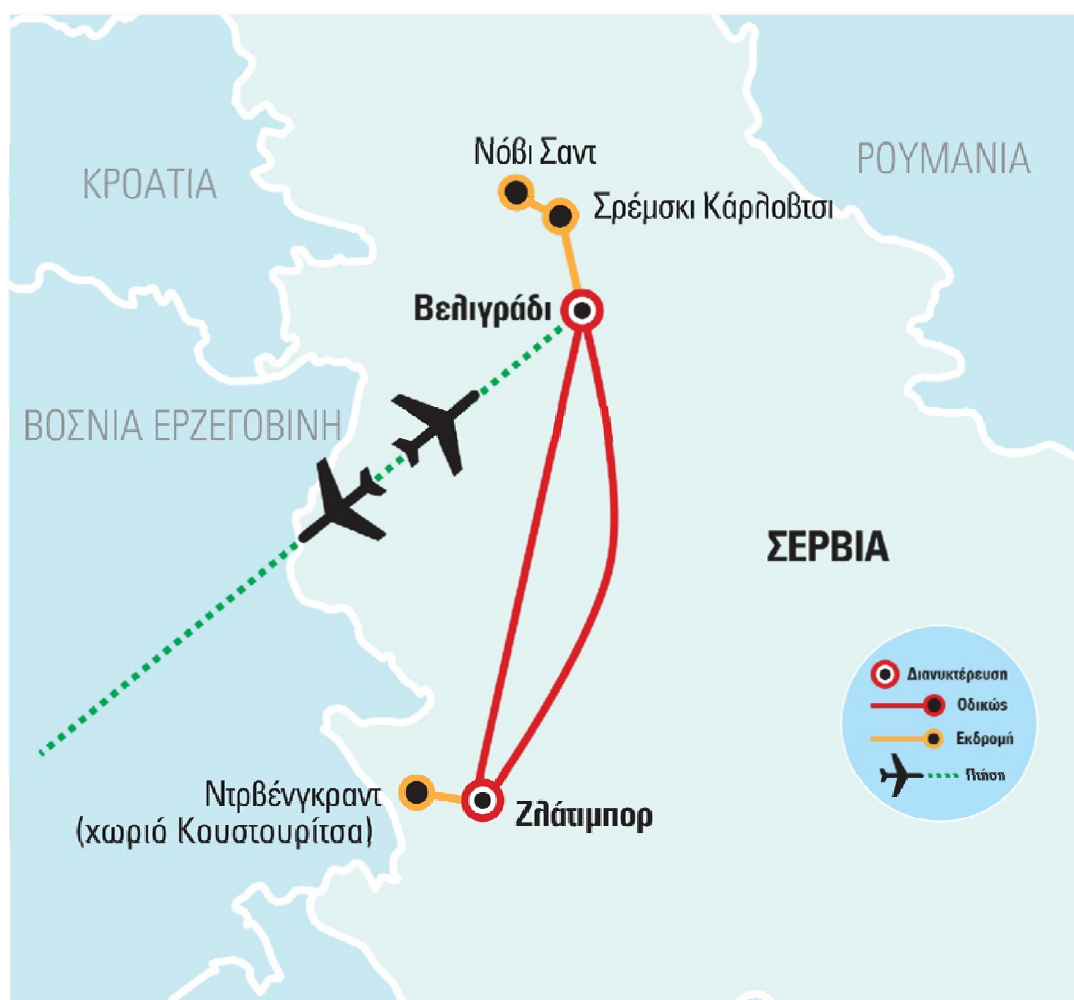 Νόβι Σαντ
ΡΟΥΜΑΝΙΑ
ΚΡΟΑΤΙΑ
Σρέμσκι Κάρλοβτσι
Βελιγράδι
ΒΟΣΝΙΑ ΕΡΖΕΓΟΒΙΝΗ
ΣΕΡΒΙΑ
Διανυκτέρευση
Οδικώς
Εκδρομή
Πτήση
Ντρβένγκραντ
(χωριό Κουστουρίτσα)
Ζλάτιμπορ